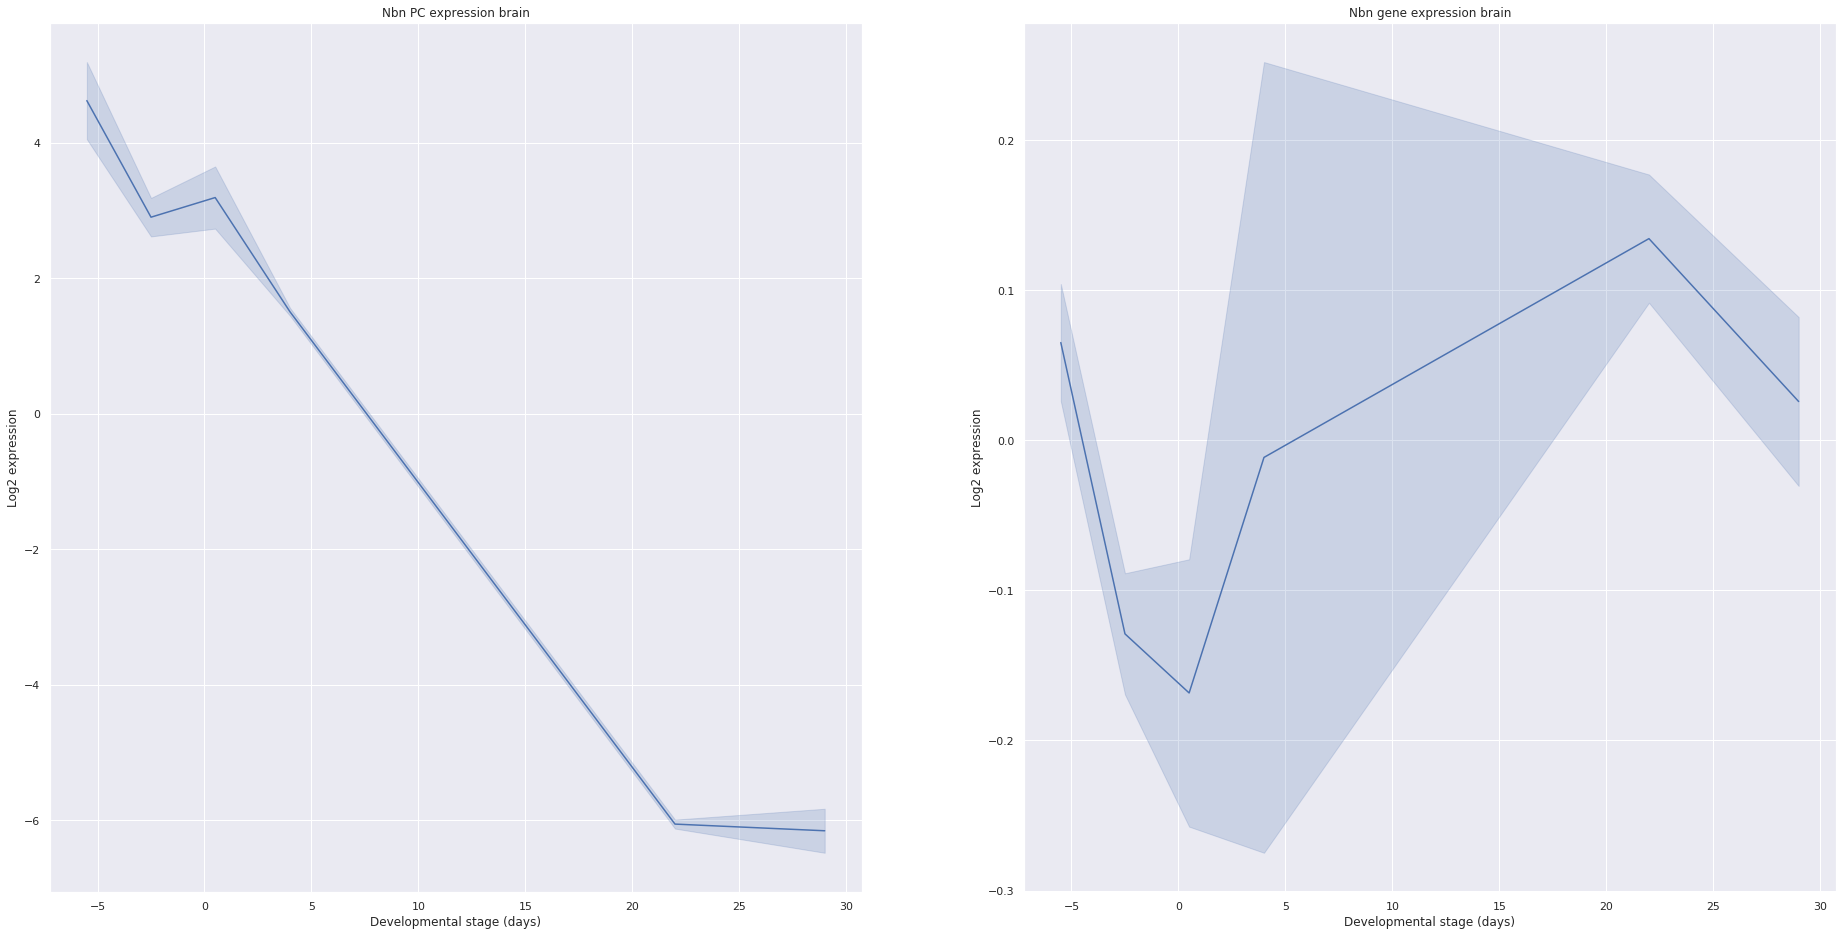 Nbn PC expression brain
Log2 expression
4
2
0
−2
−4
−6
−5 0 5 10 15 20 25 30
Developmental stage (days)
Nbn gene expression brain
Log2 expression
0.2
0.1
0.0
−0.1
−0.2
−0.3
−5 0 5 10 15 20 25 30
Developmental stage (days)